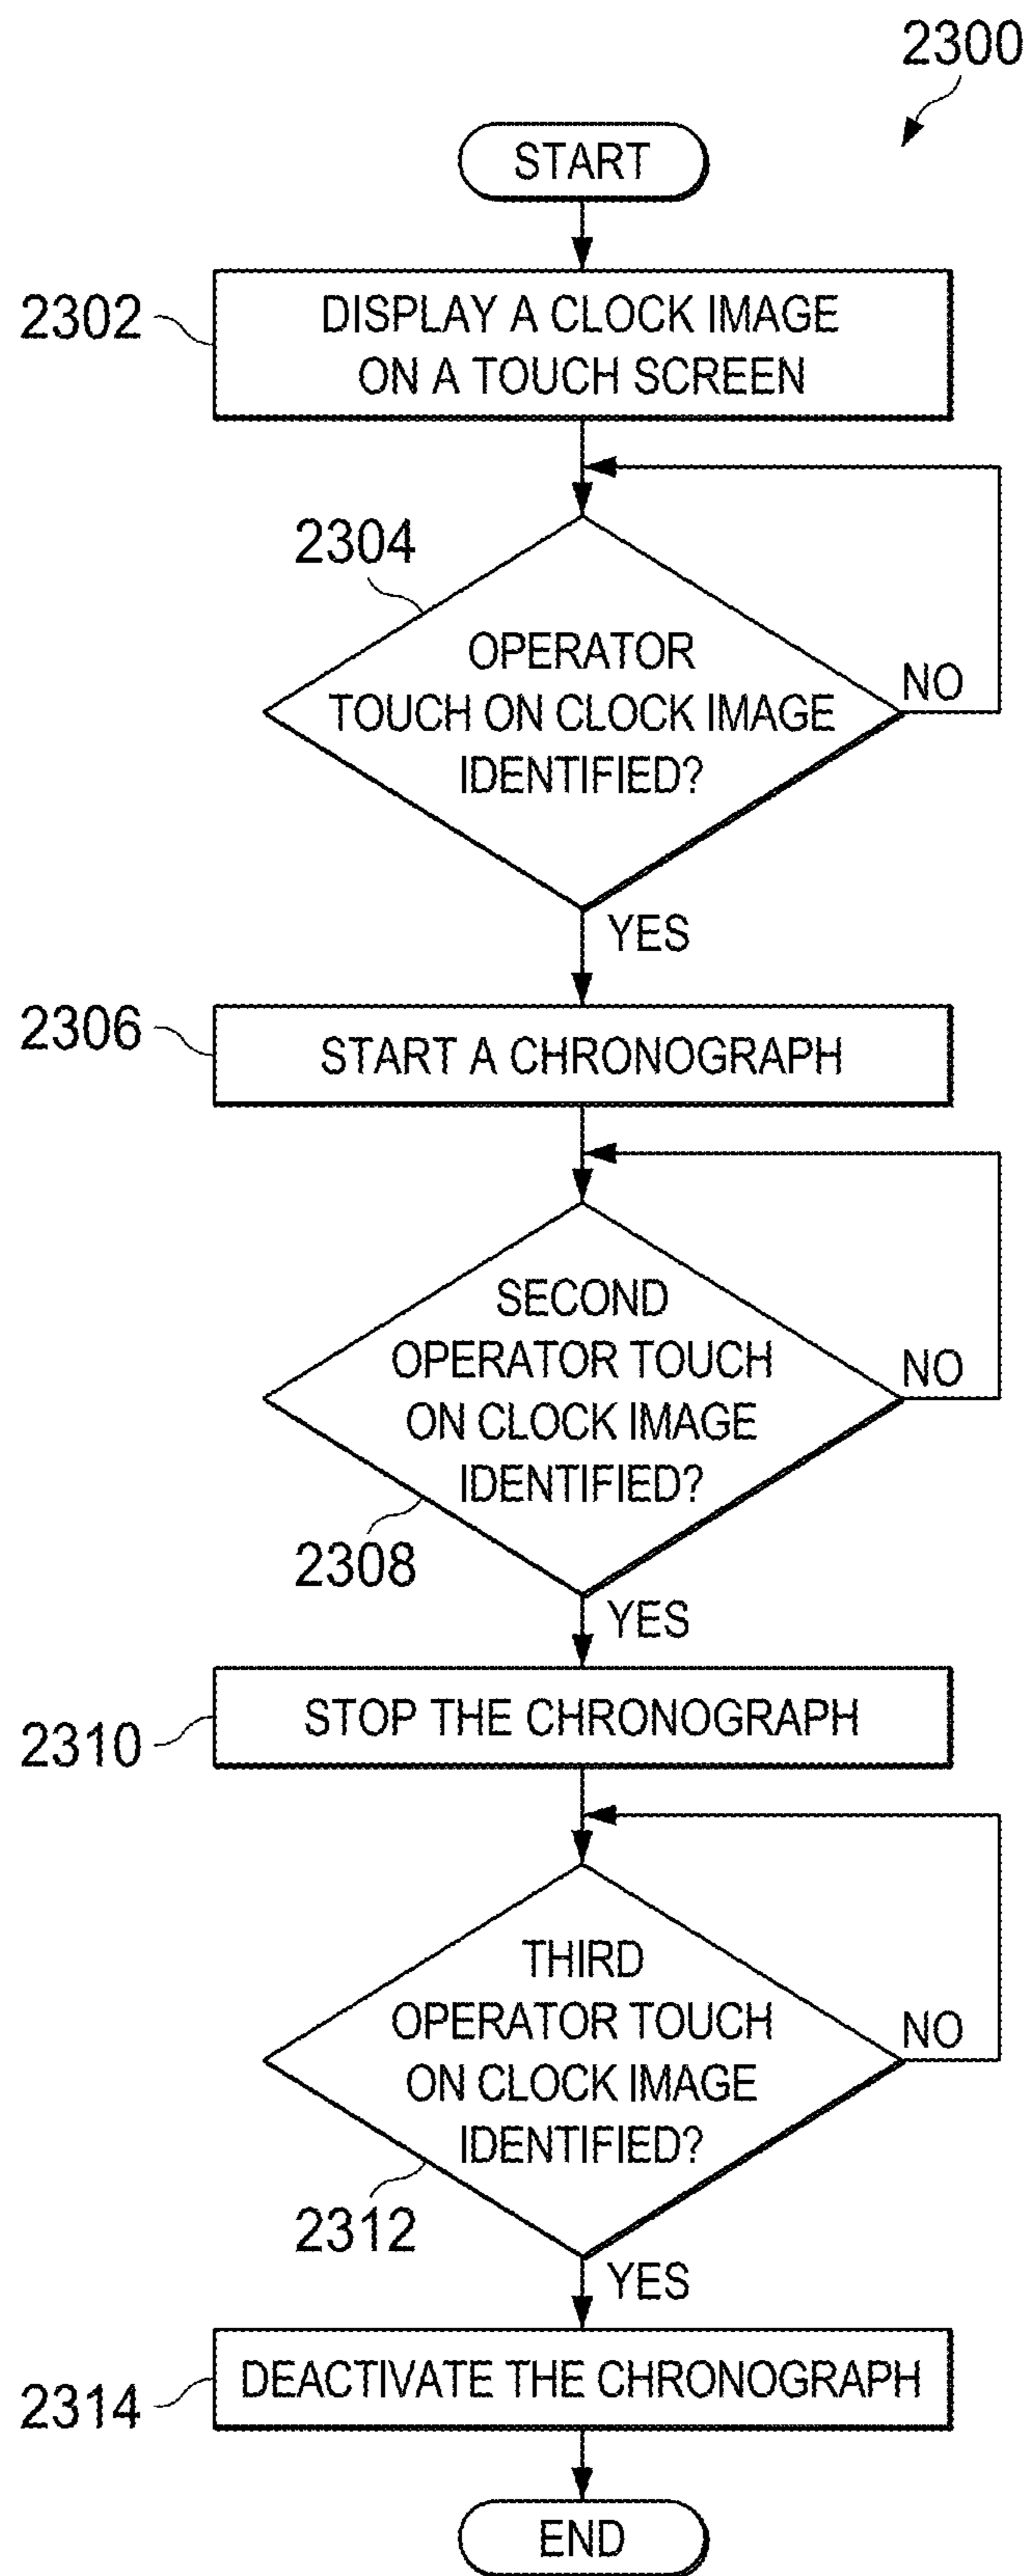 2300
START
2302
DISPLAY A CLOCK IMAGE
ON A TOUCH SCREEN
2304
OPERATOR
TOUCH ON CLOCK IMAGE
IDENTIFIED?
NO
YES
2306
START A CHRONOGRAPH
SECOND
OPERATOR TOUCH
ON CLOCK IMAGE
IDENTIFIED?
NO
2308
YES
2310
STOP THE CHRONOGRAPH
THIRD
OPERATOR TOUCH
ON CLOCK IMAGE
IDENTIFIED?
NO
2312
YES
2314
DEACTIVATE THE CHRONOGRAPH
END